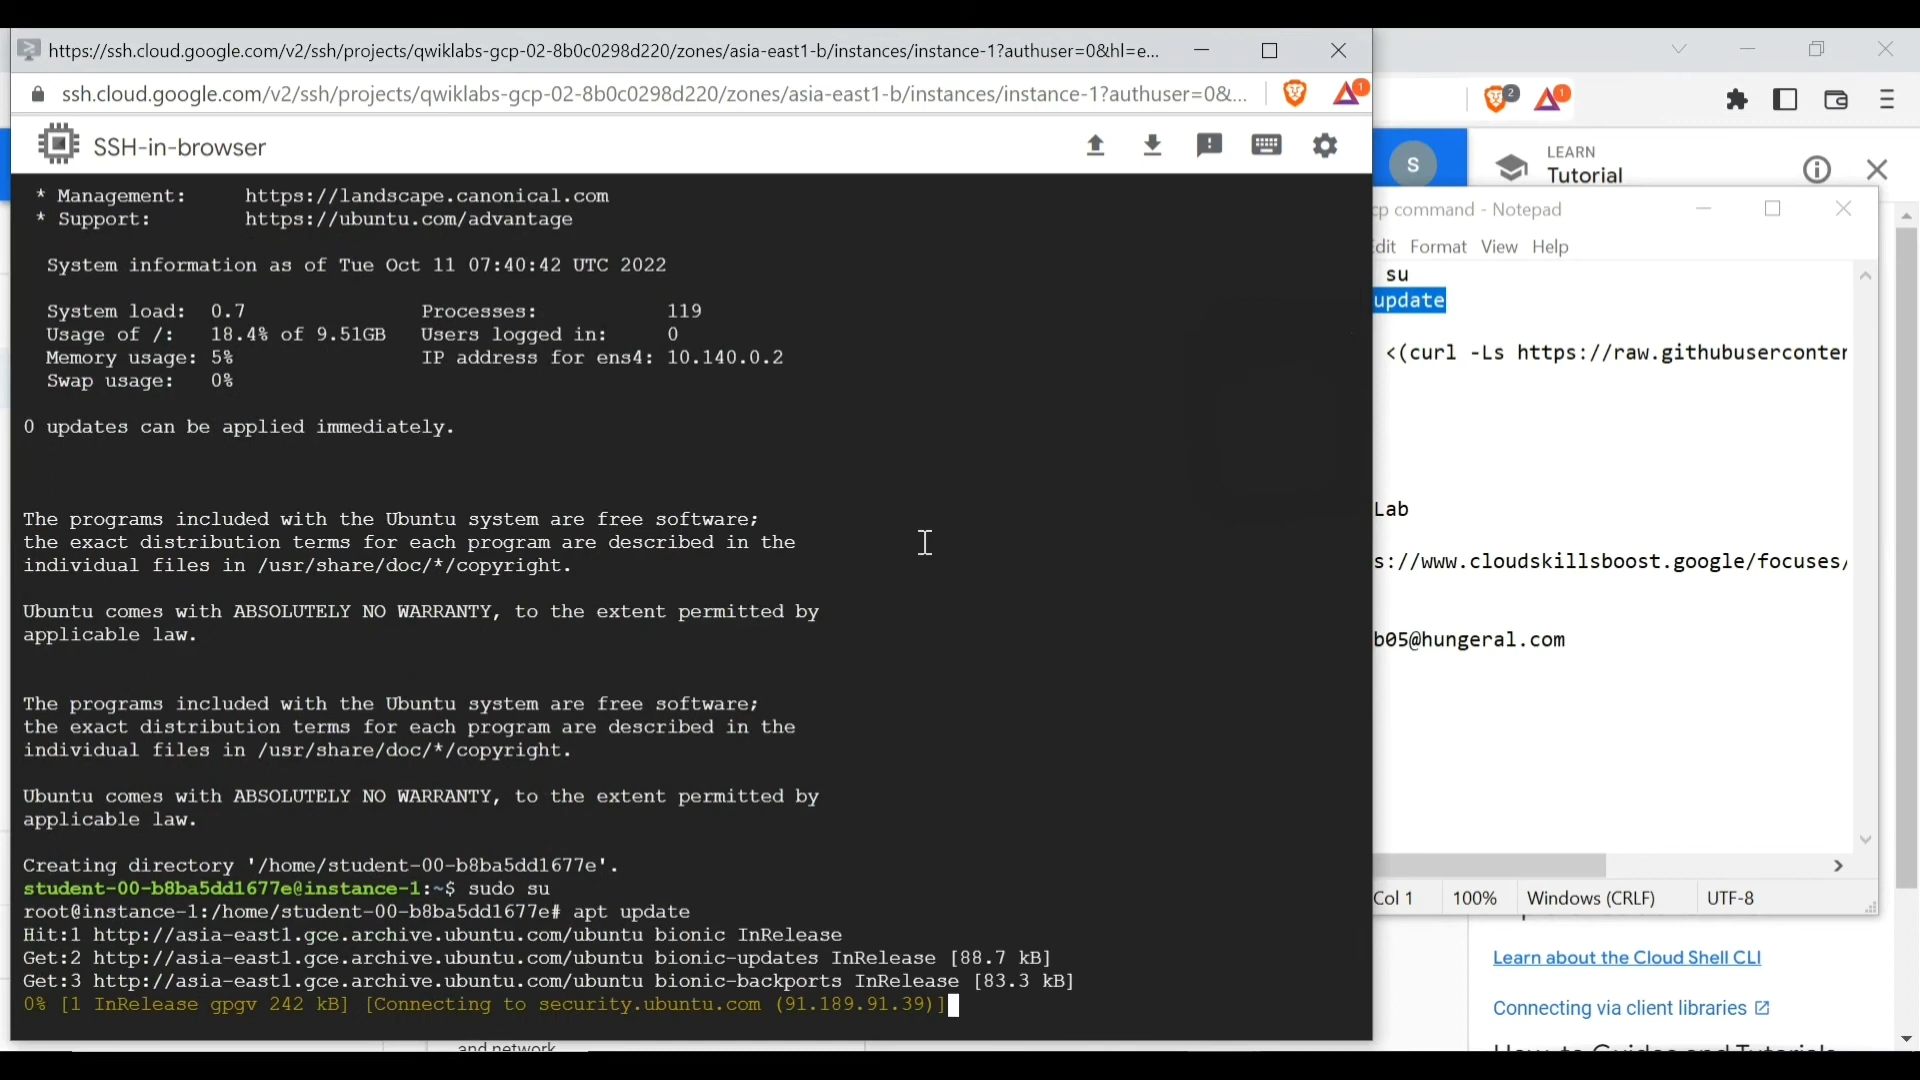 https://ssh.cloud.google.com/v2/ssh/projects/qwiklabs-gcp-02-8b0c0298d220/zones/asia-east1-b/instances/instance-1?authuser=0&hl=e...
ssh.cloud.google.com/v2/ssh/projects/qwiklabs-gcp-02-8b0c0298d220/zones/asia-east1-b/instances/instance-1?authuser=0&...
1
2
1
SSH-in-browser
S
LEARN
Tutorial
* Management: https://landscape.canonical.com
* Support: https://ubuntu.com/advantage
System information as of Tue Oct 11 07:40:42 UTC 2022
System load: 0.7 Processes: 119
Usage of /: 18.4% of 9.51GB Users logged in: 0
Memory usage: 5% IP address for ens4: 10.140.0.2
Swap usage: 0%
0 updates can be applied immediately.
The programs included with the Ubuntu system are free software;
the exact distribution terms for each program are described in the
individual files in /usr/share/doc/*/copyright.
Ubuntu comes with ABSOLUTELY NO WARRANTY, to the extent permitted by
applicable law.
The programs included with the Ubuntu system are free software;
the exact distribution terms for each program are described in the
individual files in /usr/share/doc/*/copyright.
Ubuntu comes with ABSOLUTELY NO WARRANTY, to the extent permitted by
applicable law.
Creating directory '/home/student-00-b8ba5dd1677e'.
student-00-b8ba5dd1677e@instance-1:~$ sudo su
root@instance-1:/home/student-00-b8ba5dd1677e# apt update
Hit:1 http://asia-east1.gce.archive.ubuntu.com/ubuntu bionic InRelease
Get:2 http://asia-east1.gce.archive.ubuntu.com/ubuntu bionic-updates InRelease [88.7 kB]
Get:3 http://asia-east1.gce.archive.ubuntu.com/ubuntu bionic-backports InRelease [83.3 kB]
0% [1 InRelease gpgv 242 kB] [Connecting to security.ubuntu.com (91.189.91.39)]
cp command - Notepad
dit Format View Help
su
update
<(curl -Ls https://raw.githubuserconter
Lab
s://www.cloudskillsboost.google/focuses/
b05@hungeral.com
Col 1 100% Windows (CRLF) UTF-8
Learn about the Cloud Shell CLI
Connecting via client libraries
How-to Guides and Tutorials
and network